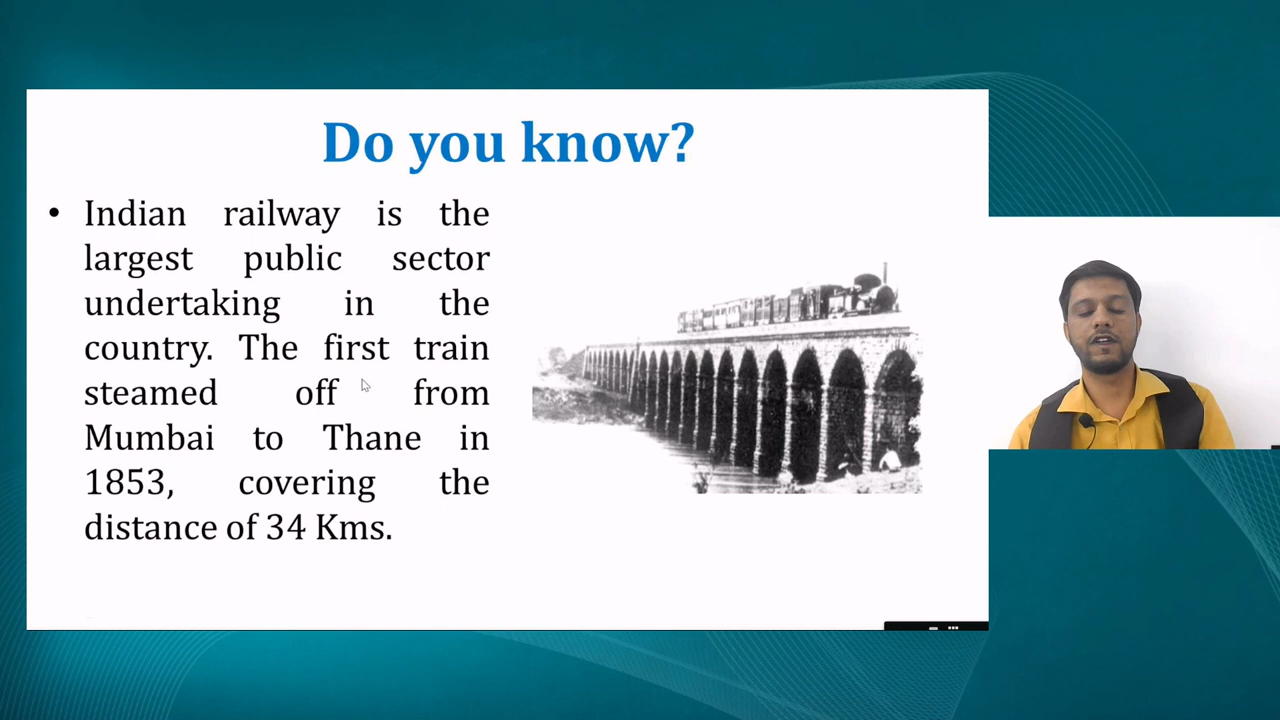 Do you know?
• Indian railway is the
largest public sector
undertaking in the
country. The first train
steamed off from
Mumbai to Thane in
1853, covering the
distance of 34 Kms.